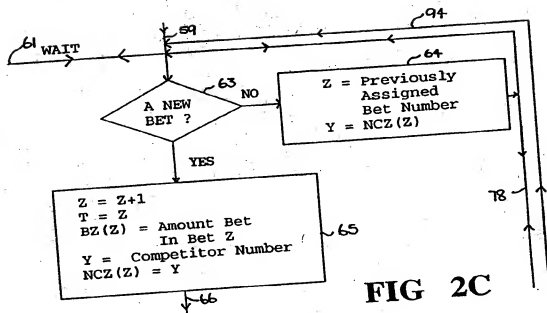 59
94
61
WAIT
64
63
A NEW
BET ?
NO
Z = Previously
Assigned
Bet Number
Y = NCZ(Z)
YES
Z = Z+1
T = Z
BZ(Z) = Amount Bet
In Bet Z
Y = Competitor Number
NCZ(Z) = Y
65
78
66
FIG 2C